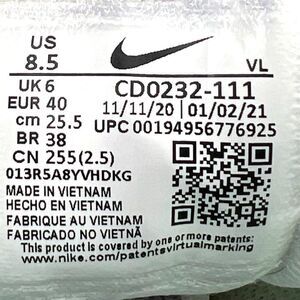 US
8.5
VL
UK 6
EUR 40
cm 25.5
BR 38
CN 255(2.5)
CD0232-111
11/11/20 | 01/02/21
UPC 00194956776925
013R5A8YVHDKG
MADE IN VIETNAM
HECHO EN VIETNAM
FABRIQUE AU VIETNAM
FABRICADO NO VIETNÃ
This product is covered by one or more patents:
www.nike.com/patentsvirtualmarking